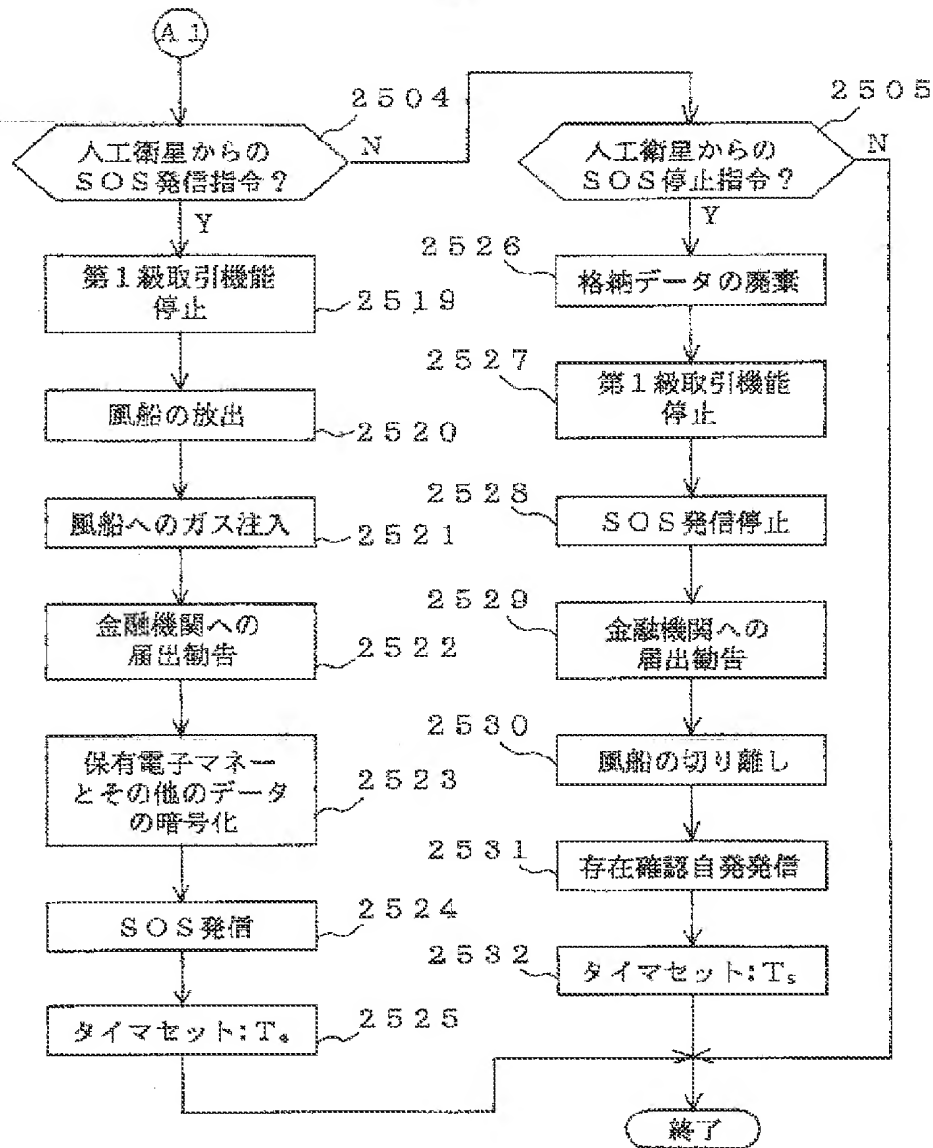 A1
2504
人工衛星からの
SOS発信指令?
N
Y
第1級取引機能
停止
2519
風船の放出
2520
風船へのガス注入
2521
金融機関への
届出勧告
2522
保有電子マネー
とその他のデータ
の暗号化
2523
SOS発信
2524
タイマセット:T
2525
2505
人工衛星からの
SOS停止指令?
N
Y
2526
格納データの廃棄
2527
第1級取引機能
停止
2528
SOS発信停止
2529
金融機関への
届出勧告
2530
風船の切り離し
2531
存在確認自発発信
2532
タイマセット:Ts
終了